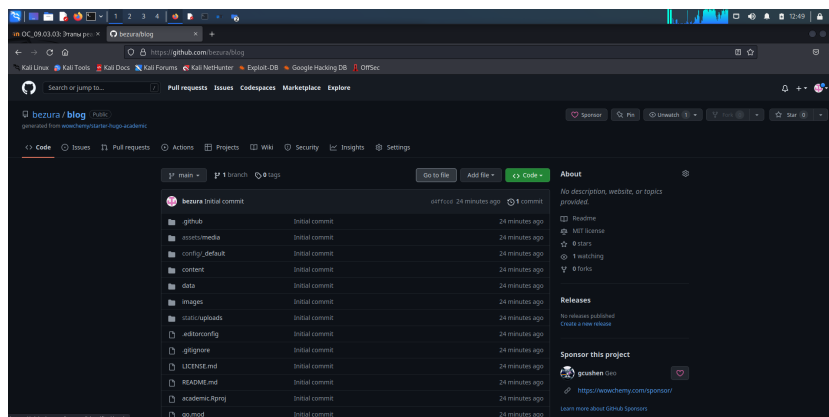 1 2 3 4
12:49
ОС_09.03.03: Этапы реа ×
bezura/blog × +
https://github.com/bezura/blog
Kali Linux Kali Tools Kali Docs Kali Forums Kali NetHunter Exploit-DB Google Hacking DB OffSec
Search or jump to... / Pull requests Issues Codespaces Marketplace Explore
bezura / blog Public
Sponsor Pin Unwatch 1 Star 0
generated from wowchemy/starter-hugo-academic
Code Issues Pull requests Actions Projects Wiki Security Insights Settings
main 1 branch 0 tags Go to file Add file Code
bezura Initial commit 24 minutes ago 1 commit
.github Initial commit 24 minutes ago
assets/media Initial commit 24 minutes ago
config/_default Initial commit 24 minutes ago
content Initial commit 24 minutes ago
data Initial commit 24 minutes ago
images Initial commit 24 minutes ago
static/uploads Initial commit 24 minutes ago
.editorconfig Initial commit 24 minutes ago
.gitignore Initial commit 24 minutes ago
LICENSE.md Initial commit 24 minutes ago
README.md Initial commit 24 minutes ago
academic.Rproj Initial commit 24 minutes ago
go.mod Initial commit 24 minutes ago
About
No description, website, or topics
provided.
Readme
MIT license
0 stars
1 watching
0 forks
Releases
No releases published
Create a new release
Sponsor this project
gcushen Geo
https://wowchemy.com/sponsor/
Learn more about GitHub Sponsors